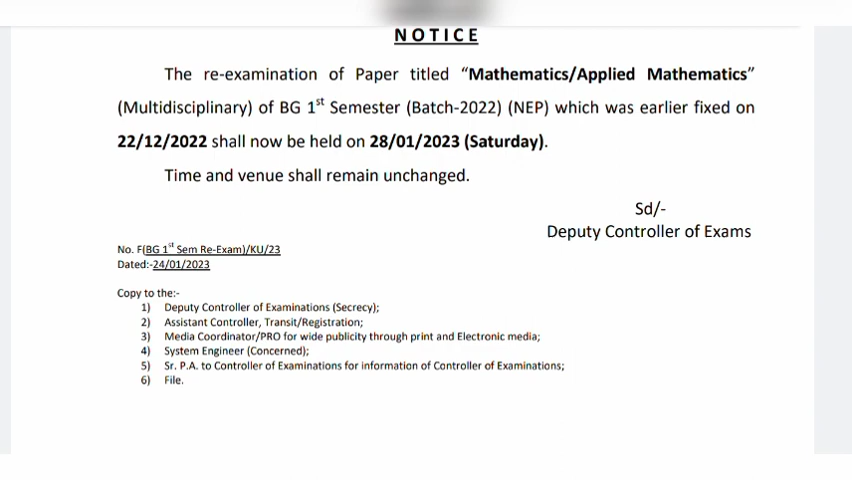 NOTICE
The re-examination of Paper titled “Mathematics/Applied Mathematics”
(Multidisciplinary) of BG 1st Semester (Batch-2022) (NEP) which was earlier fixed on
22/12/2022 shall now be held on 28/01/2023 (Saturday).
Time and venue shall remain unchanged.
Sd/-
Deputy Controller of Exams
No. F(BG 1st Sem Re-Exam)/KU/23
Dated:-24/01/2023
Copy to the:-
1) Deputy Controller of Examinations (Secrecy);
2) Assistant Controller, Transit/Registration;
3) Media Coordinator/PRO for wide publicity through print and Electronic media;
4) System Engineer (Concerned);
5) Sr. P.A. to Controller of Examinations for information of Controller of Examinations;
6) File.